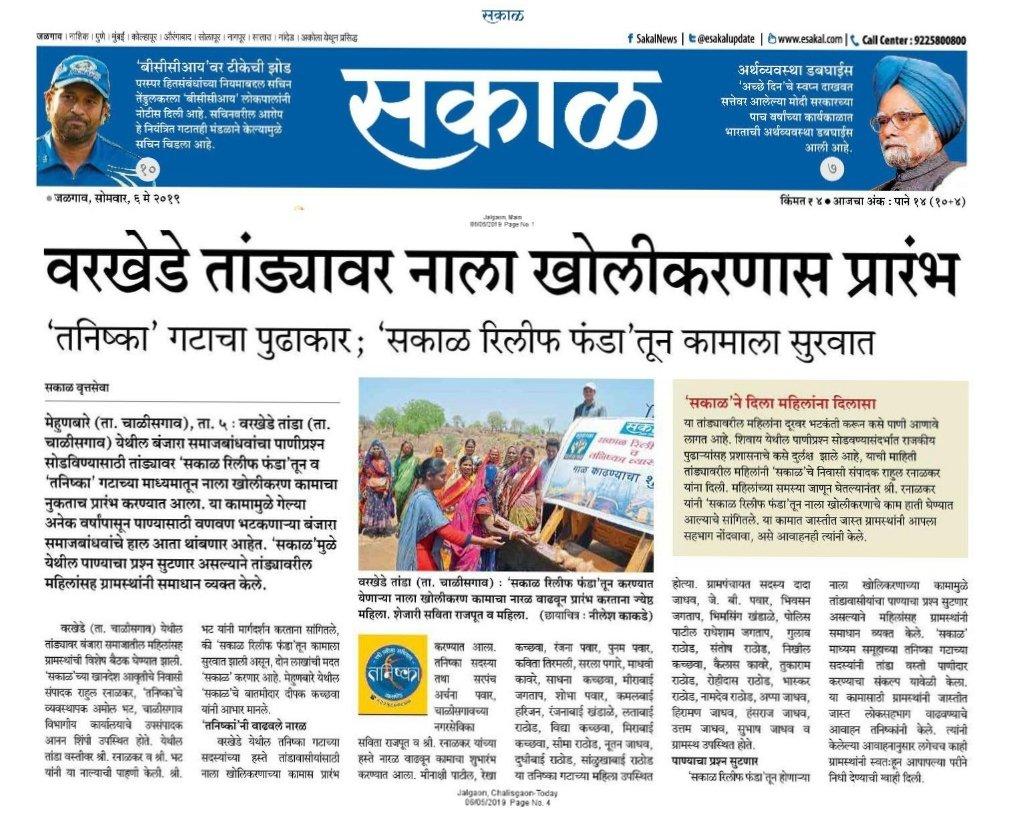 सकाळ
जळगाव | नाशिक | पुणे | मुंबई | कोल्हापूर | औरंगाबाद | सोलापूर | नागपूर | सातारा | नांदेड | अकोला येथून प्रसिद्ध
SakalNews | @esakalupdate | www.esakal.com | Call Center : 9225800800
'बीसीसीआय'वर टीकेची झोड
परस्पर हितसंबंधांच्या नियमाबद्दल सचिन
तेंडुलकरला 'बीसीसीआय' लोकपालांनी
नोटीस दिली आहे. सचिनवरील आरोप
हे नियंत्रित गटातही मंडळाने केल्यामुळे
सचिन चिडला आहे.
१०
सकाळ
अर्थव्यवस्था डबघाईस
'अच्छे दिन'चे स्वप्न दाखवत
सत्तेवर आलेल्या मोदी सरकारच्या
पाच वर्षांच्या कार्यकाळात
भारताची अर्थव्यवस्था डबघाईस
आली आहे.
७
● जळगाव, सोमवार, ६ मे २०१९
किंमत ₹ ४ ● आजचा अंक : पाने १४ (१०+४)
Jalgaon, Main
06/05/2019 Page No. 1
वरखेडे तांड्यावर नाला खोलीकरणास प्रारंभ
'तनिष्का' गटाचा पुढाकार; 'सकाळ रिलीफ फंडा'तून कामाला सुरवात
सकाळ वृत्तसेवा
मेहुणबारे (ता. चाळीसगाव), ता. ५ : वरखेडे तांडा (ता.
चाळीसगाव) येथील बंजारा समाजबांधवांचा पाणीप्रश्न
सोडविण्यासाठी तांड्यावर 'सकाळ रिलीफ फंडा'तून व
'तनिष्का' गटाच्या माध्यमातून नाला खोलीकरण कामाचा
नुकताच प्रारंभ करण्यात आला. या कामामुळे गेल्या
अनेक वर्षांपासून पाण्यासाठी वणवण भटकणाऱ्या बंजारा
समाजबांधवांचे हाल आता थांबणार आहेत. 'सकाळ'मुळे
येथील पाण्याचा प्रश्न सुटणार असल्याने तांड्यावरील
महिलांसह ग्रामस्थांनी समाधान व्यक्त केले.
वरखेडे (ता. चाळीसगाव) येथील
तांड्यावर बंजारा समाजातील महिलांसह
ग्रामस्थांची विशेष बैठक घेण्यात झाली.
'सकाळ'च्या खानदेश आवृत्तीचे निवासी
संपादक राहुल रनाळकर, 'तनिष्का'चे
व्यवस्थापक अमोल भट, चाळीसगाव
विभागीय कार्यालयाचे उपसंपादक
आनन शिंपी उपस्थित होते. येथील
तांडा वस्तीवर श्री. रनाळकर व श्री. भट
यांनी या नाल्याची पाहणी केली. श्री.
भट यांनी मार्गदर्शन करताना सांगितले,
की 'सकाळ रिलीफ फंडा'तून कामाला
सुरवात झाली असून, दोन लाखांची मदत
'सकाळ' करणार आहे. मेहुणबारे येथील
'सकाळ'चे बातमीदार दीपक कच्छवा
यांनी आभार मानले.
'तनिष्कां'नी वाढवले नारळ
वरखेडे येथील तनिष्का गटाच्या
सदस्यांच्या हस्ते तांडावासीयांसाठी
नाला खोलीकरणाच्या कामास प्रारंभ
सकाळ रिली
व
तनिष्का व्यास
गाळ काढण्याचा शु
वरखेडे तांडा (ता. चाळीसगाव) : 'सकाळ रिलीफ फंडा'तून करण्यात
येणाऱ्या नाला खोलीकरण कामाचा नारळ वाढवून प्रारंभ करताना ज्येष्ठ
महिला. शेजारी सविता राजपूत व महिला. (छायाचित्र : नीलेश काकडे)
तनिष्का
करण्यात आला.
तनिष्का सदस्या
तथा सरपंच
अर्चना पवार,
चाळीसगावच्या
नगरसेविका
सविता राजपूत व श्री. रनाळकर यांच्या
हस्ते नारळ वाढवून कामाचा शुभारंभ
करण्यात आला. मीनाक्षी पाटील, रेखा
कच्छवा, रंजना पवार, पुनम पवार,
कविता तिरमली, सरला पगारे, माधवी
कावरे, साधना कच्छवा, मीराबाई
जगताप, शोभा पवार, कमलबाई
हरिजन, रंजनाबाई खंडाळे, लताबाई
राठोड, विद्या कच्छवा, मिराबाई
कच्छवा, सीमा राठोड, नूतन जाधव,
दुधीबाई राठोड, सांळुखाबाई राठोड
या तनिष्का गटाच्या महिला उपस्थित
'सकाळ'ने दिला महिलांना दिलासा
या तांड्यावरील महिलांना दूरवर भटकंती करून कसे पाणी आणावे
लागत आहे. शिवाय येथील पाणीप्रश्न सोडवण्यासंदर्भात राजकीय
पुढाऱ्यांसह प्रशासनाचे कसे दुर्लक्ष झाले आहे, याची माहिती
तांड्यावरील महिलांनी 'सकाळ'चे निवासी संपादक राहुल रनाळकर
यांना दिली. महिलांच्या समस्या जाणून घेतल्यानंतर श्री. रनाळकर
यांनी 'सकाळ रिलीफ फंडा'तून नाला खोलीकरणाचे काम हाती घेण्यात
आल्याचे सांगितले. या कामात जास्तीत जास्त ग्रामस्थांनी आपला
सहभाग नोंदवावा, असे आवाहनही त्यांनी केले.
होत्या. ग्रामपंचायत सदस्य दादा
जाधव, जे. बी. पवार, भिवसन
जगताप, भिमसिंग खंडाळे, पोलिस
पाटील राधेशाम जगताप, गुलाब
राठोड, संतोष राठोड, निखील
कच्छवा, कैलास कावरे, तुकाराम
राठोड, रोहीदास राठोड, भास्कर
राठोड, नामदेव राठोड, अप्पा जाधव,
हिरामण जाधव, हंसराज जाधव,
उत्तम जाधव, सुभाष जाधव व
ग्रामस्थ उपस्थित होते.
पाण्याचा प्रश्न सुटणार
'सकाळ रिलीफ फंडा'तून होणाऱ्या
नाला खोलिकरणाच्या कामामुळे
तांडावासीयांचा पाण्याचा प्रश्न सुटणार
असल्याने महिलांसह ग्रामस्थांनी
समाधान व्यक्त केले. 'सकाळ'
माध्यम समूहाच्या तनिष्का गटाच्या
सदस्यांनी तांडा वस्ती पाणीदार
करण्याचा संकल्प यावेळी केला.
या कामासाठी ग्रामस्थांनी जास्तीत
जास्त लोकसहभाग वाढवण्याचे
आवाहन तनिष्कांनी केले. त्यांनी
केलेल्या आवाहनानुसार लगेचच काही
ग्रामस्थांनी स्वतःहून आपापल्या परीने
निधी देण्याची ग्वाही दिली.
Jalgaon, Chalisgaon-Today
06/05/2019 Page No. 4